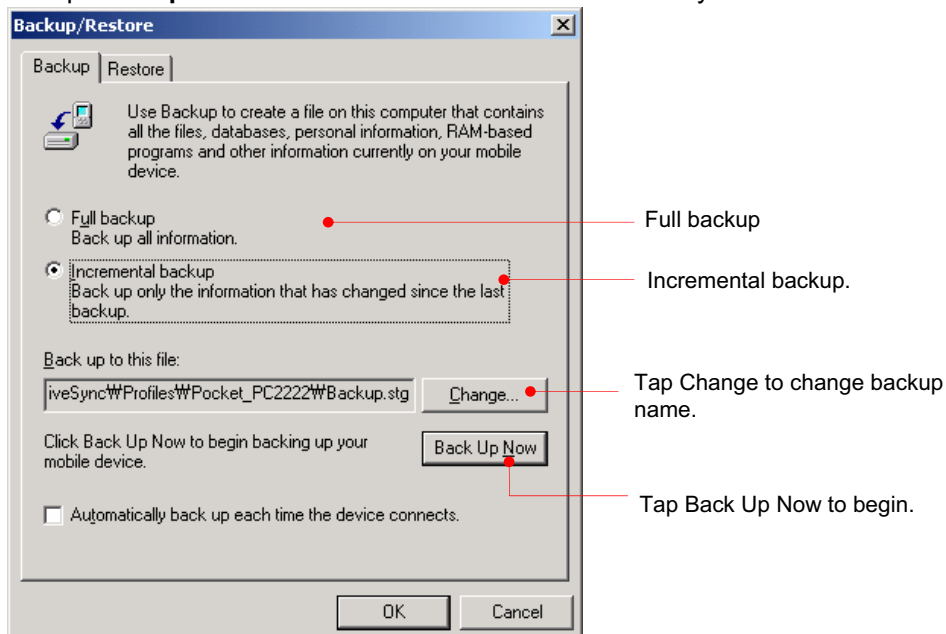 Backup/Restore
Backup
Restore
Use Backup to create a file on this computer that contains
all the files, databases, personal information, RAM-based
programs and other information currently on your mobile
device.
Full backup
Back up all information.
Full backup
Incremental backup
Back up only the information that has changed since the last
backup.
Incremental backup.
Back up to this file:
iveSync₩Profiles₩Pocket_PC2222₩Backup.stg
Change...
Tap Change to change backup
name.
Click Back Up Now to begin backing up your
mobile device.
Back Up Now
Tap Back Up Now to begin.
Automatically back up each time the device connects.
OK
Cancel